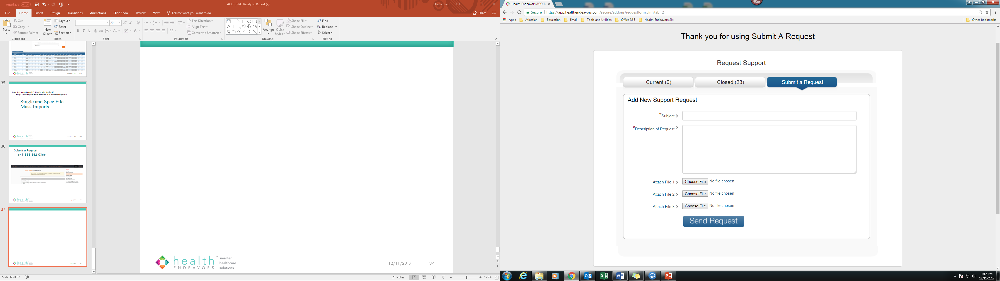 AutoSave Off
ACO GPRO Ready to Report (2)
Delia Reed
File Home Insert Design Transitions Animations Slide Show Review View Tell me what you want to do
Share
Paste
Cut
Copy
Format Painter
Clipboard
New
Slide
Layout
Reset
Section
Slides
20
Font
Text Direction
Align Text
Convert to SmartArt
Paragraph
Arrange
Quick
Styles
Shape Fill
Shape Outline
Shape Effects
Drawing
Find
Replace
Select
Editing
35
How do I mass import EHR data into the tool?
Setup a 1-1 meeting with Health Endeavors to be trained on the process.
Single and Spec File
Mass Imports
health
36
Submit a Request
or 1-888-862-0366
ACO Center » GPRO 2017
health
37
health
health™
ENDEAVORS
smarter
healthcare
solutions
12/11/2017
37
Slide 37 of 37
Notes
125%
Health Endeavors ACO T
Secure
https://app.healthendeavors.com/secure/addons/requestform.cfm?tab=2
Apps Atlassian Education Email Tools and Utilities Office 365 Health Endeavors Sit
Other bookmarks
Thank you for using Submit A Request
Request Support
Current (0)
Closed (23)
Submit a Request
Add New Support Request
*Subject
*Description of Request
Attach File 1 Choose File No file chosen
Attach File 2 Choose File No file chosen
Attach File 3 Choose File No file chosen
Send Request
1:12 PM
12/11/2017